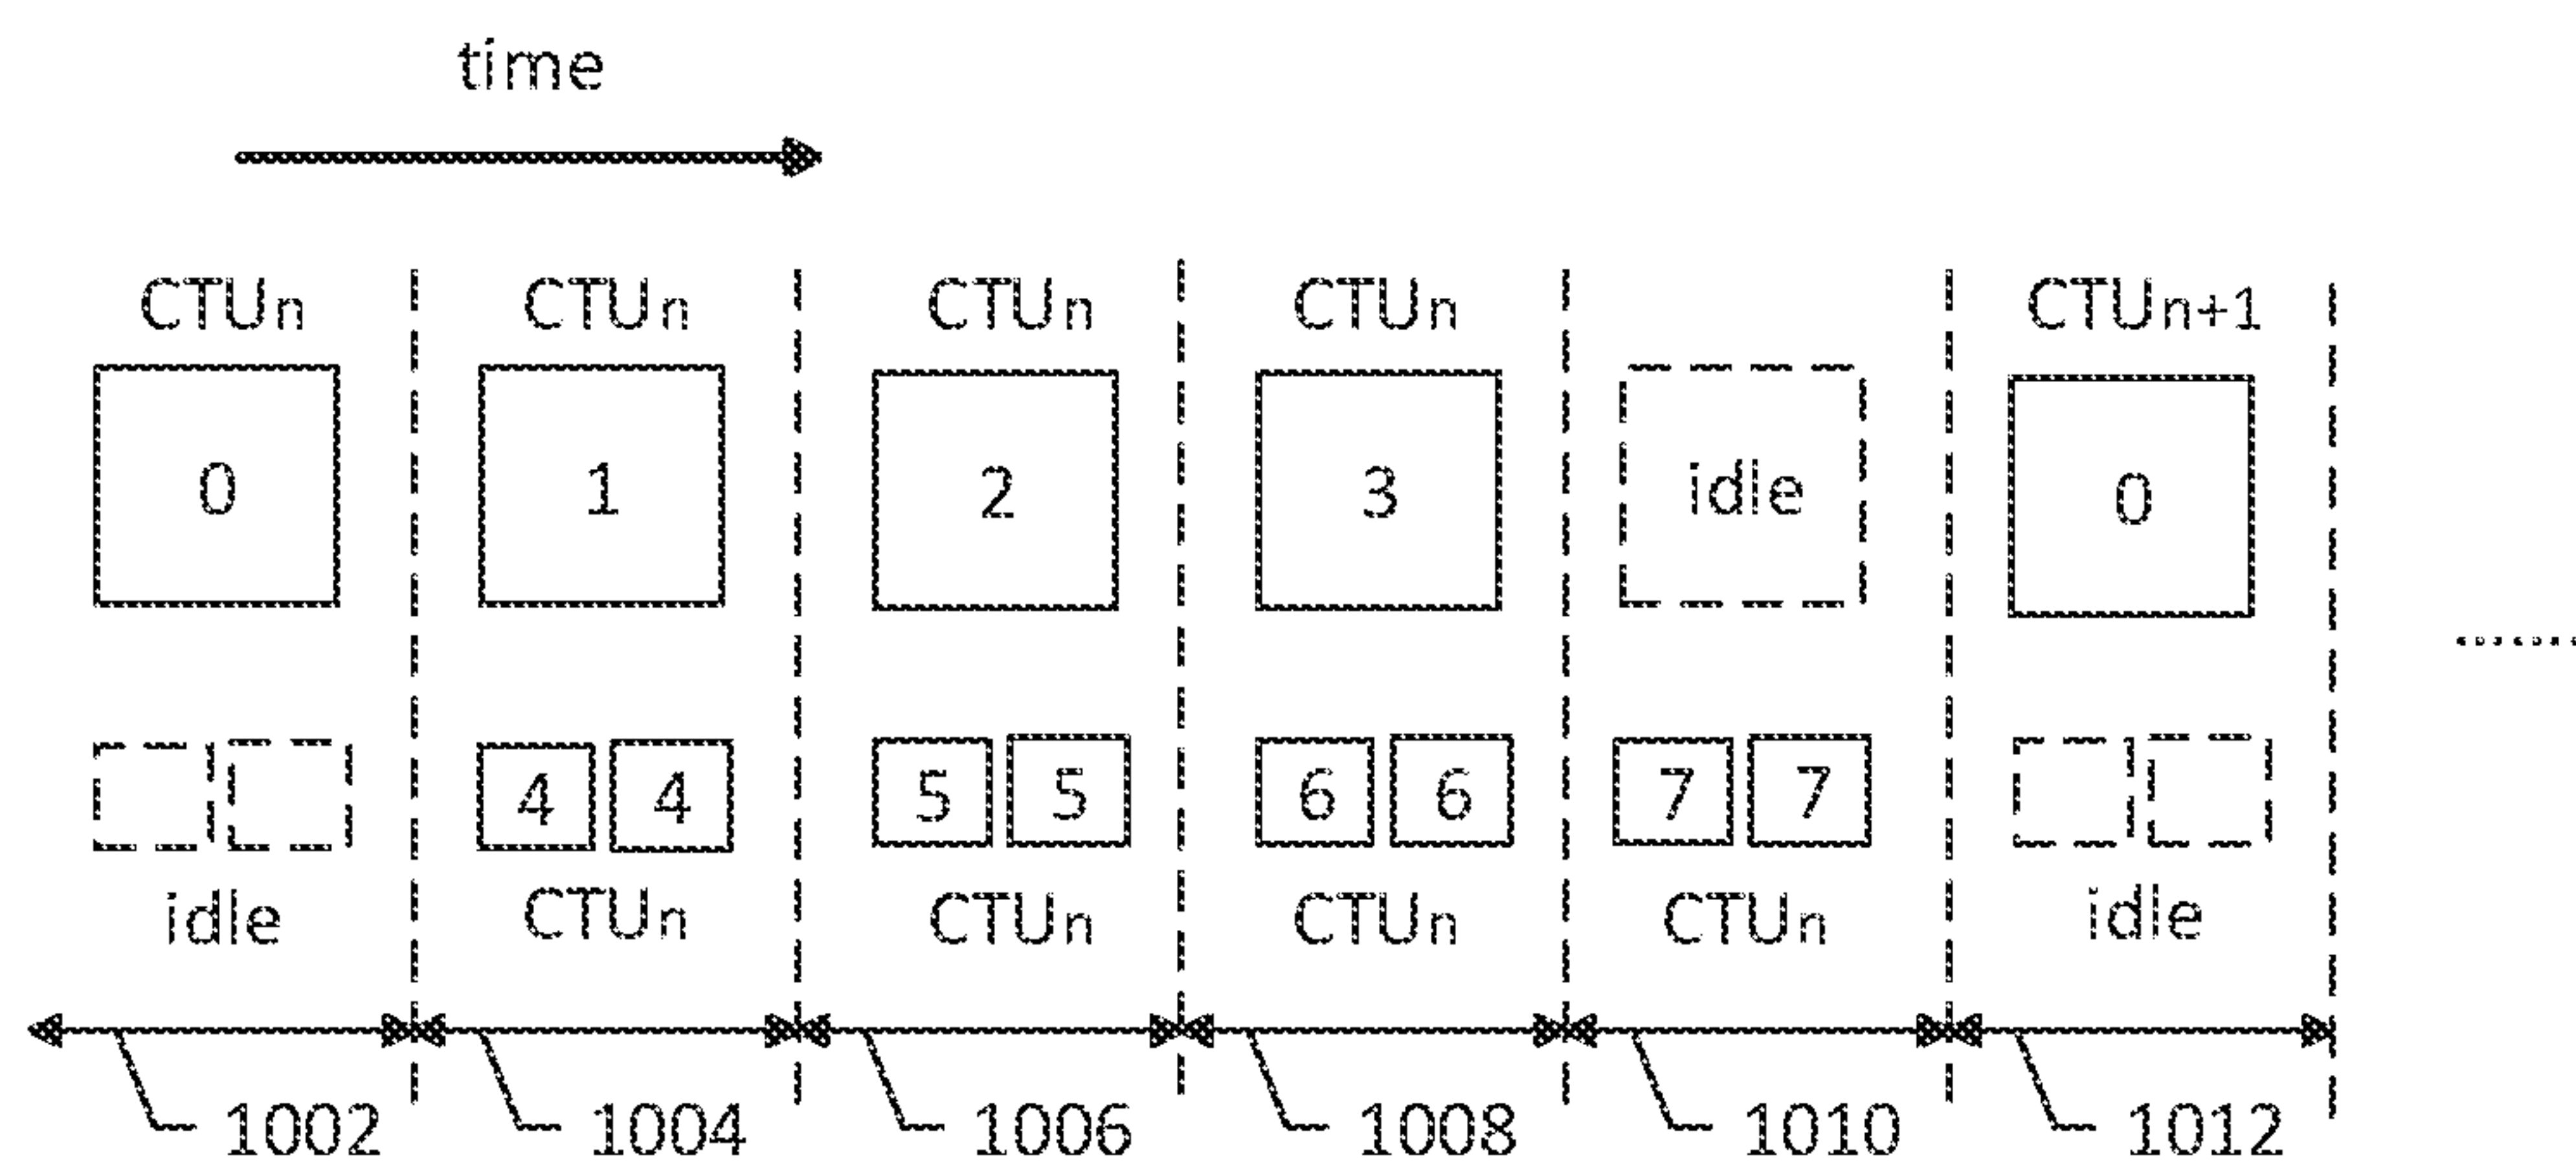 time
CTUn CTUn CTUn CTUn CTUn+1
0 1 2 3 idle 0
4 4 5 5 6 6 7 7
idle CTUn CTUn CTUn CTUn idle
1002 1004 1006 1008 1010 1012